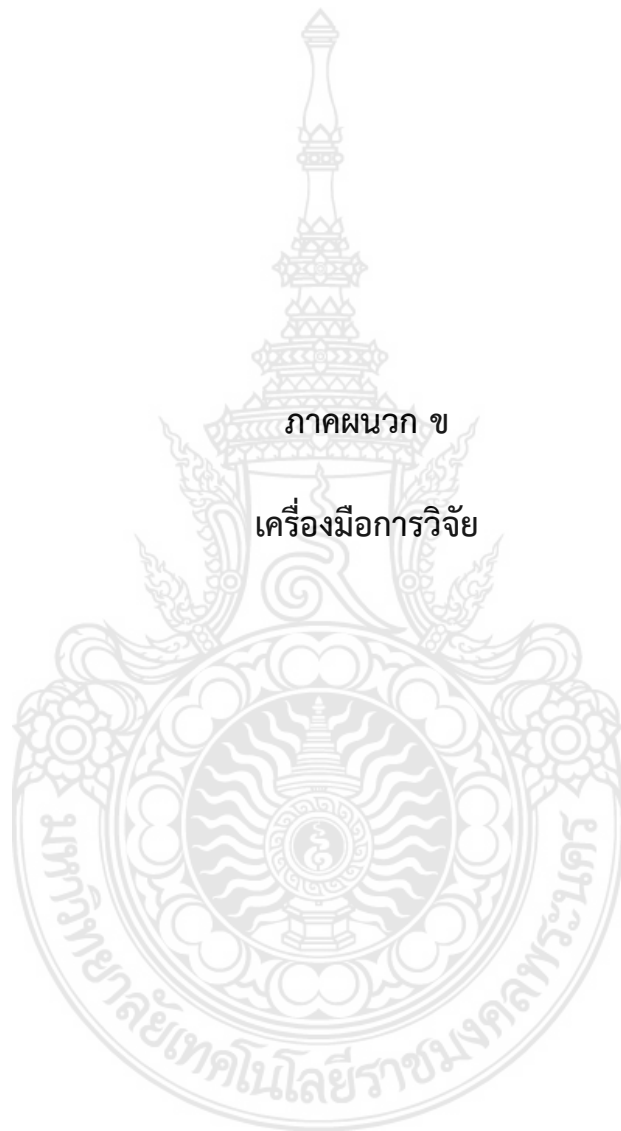 ภาคผนวก ข
เครื่องมือการวิจัย
มหาวิทยาลัยเทคโนโลยีราชมงคลพระนคร